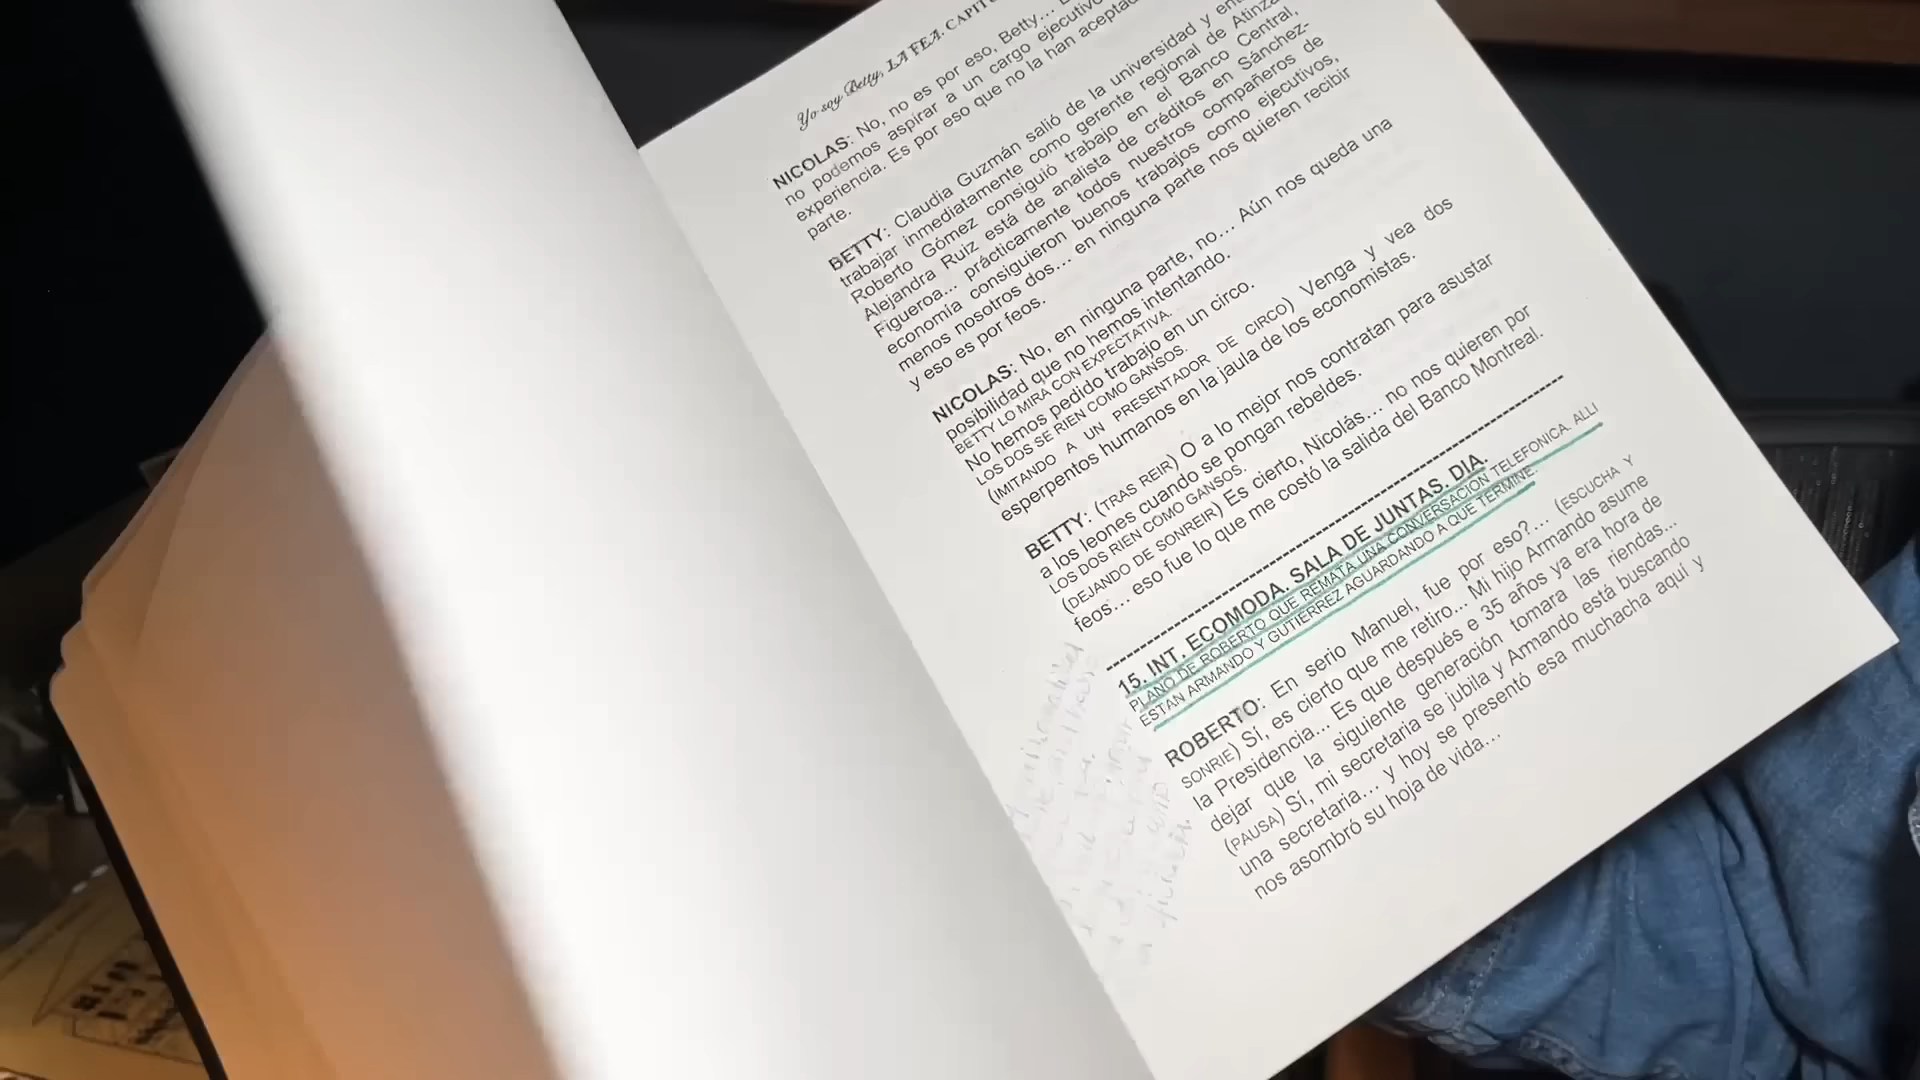 Yo soy Betty, LA FEA. CAPIT
NICOLAS: No, no es por eso, Betty...
no podemos aspirar a un cargo ejecutivo
experiencia. Es por eso que no la han aceptad
parte.
BETTY: Claudia Guzmán salió de la universidad y en
trabajar inmediatamente como gerente regional de Atinza
Roberto Gómez consiguió trabajo en el Banco Central,
Alejandra Ruiz está de analista de créditos en Sánchez-
Figueroa... prácticamente todos nuestros compañeros de
economía consiguieron buenos trabajos como ejecutivos,
menos nosotros dos... en ninguna parte nos quieren recibir
y eso es por feos.
NICOLAS: No, en ninguna parte, no... Aún nos queda una
posibilidad que no hemos intentando.
BETTY LO MIRA CON EXPECTATIVA.
No hemos pedido trabajo en un circo.
LOS DOS SE RIEN COMO GANSOS.
(IMITANDO A UN PRESENTADOR DE CIRCO) Venga y vea dos
esperpentos humanos en la jaula de los economistas.
BETTY: (TRAS REIR) O a lo mejor nos contratan para asustar
a los leones cuando se pongan rebeldes.
LOS DOS RIEN COMO GANSOS.
(DEJANDO DE SONREIR) Es cierto, Nicolás... no nos quieren por
feos... eso fue lo que me costó la salida del Banco Montreal.
15. INT. ECOMODA. SALA DE JUNTAS. DIA.
PLANO DE ROBERTO QUE REMATA UNA CONVERSACION TELEFONICA. ALLI
ESTAN ARMANDO Y GUTIERREZ AGUARDANDO A QUE TERMINE.
ROBERTO: En serio Manuel, fue por eso?... (ESCUCHA Y
SONRIE) Sí, es cierto que me retiro... Mi hijo Armando asume
la Presidencia... Es que después e 35 años ya era hora de
dejar que la siguiente generación tomara las riendas...
(PAUSA) Sí, mi secretaria se jubila y Armando está buscando
una secretaria... y hoy se presentó esa muchacha aquí y
nos asombró su hoja de vida...